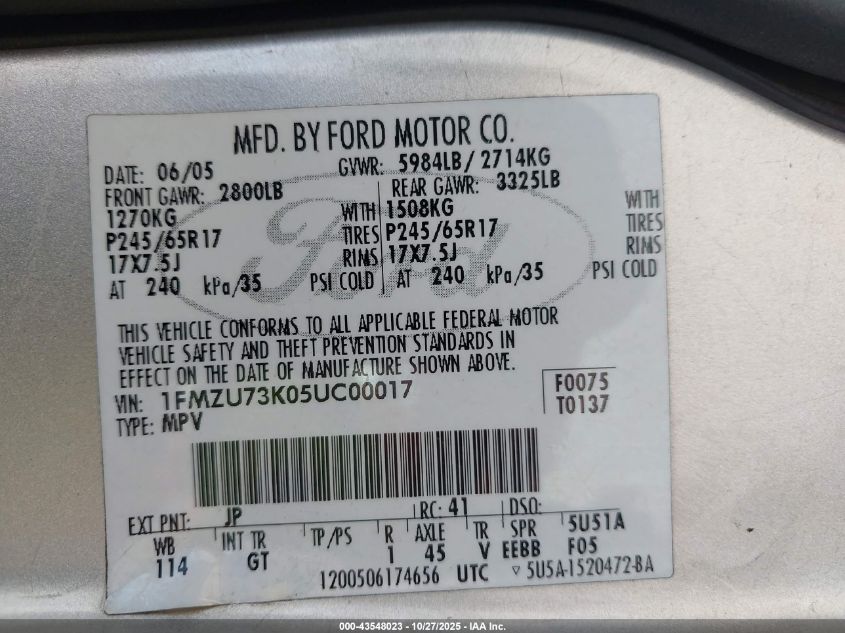 MFD. BY FORD MOTOR CO.
DATE: 06/05 GVWR: 5984LB/ 2714KG
FRONT GAWR: 2800LB REAR GAWR: 3325LB
1270KG WITH 1508KG WITH
P245/65R17 TIRES P245/65R17 TIRES
17X7.5J RIMS 17X7.5J RIMS
AT 240 kPa/35 PSI COLD AT 240 kPa/35 PSI COLD
Ford
THIS VEHICLE CONFORMS TO ALL APPLICABLE FEDERAL MOTOR
VEHICLE SAFETY AND THEFT PREVENTION STANDARDS IN
EFFECT ON THE DATE OF MANUFACTURE SHOWN ABOVE.
VIN: 1FMZU73K05UC00017 F0075
TYPE: MPV T0137
EXT PNT: JP RC: 41 DSO:
WB INT TR TP/PS R AXLE TR SPR 5U51A
114 GT 1 45 V EEBB F05
1200506174656 UTC ▽ 5U5A-1520472-BA
000-43548023 - 10/27/2025 - IAA Inc.